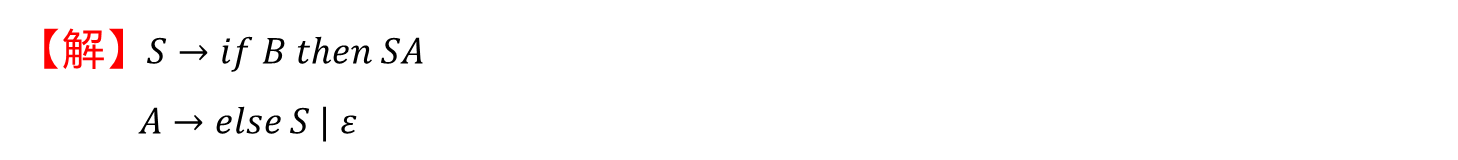 【解】S → if B then SA
A → else S | ε